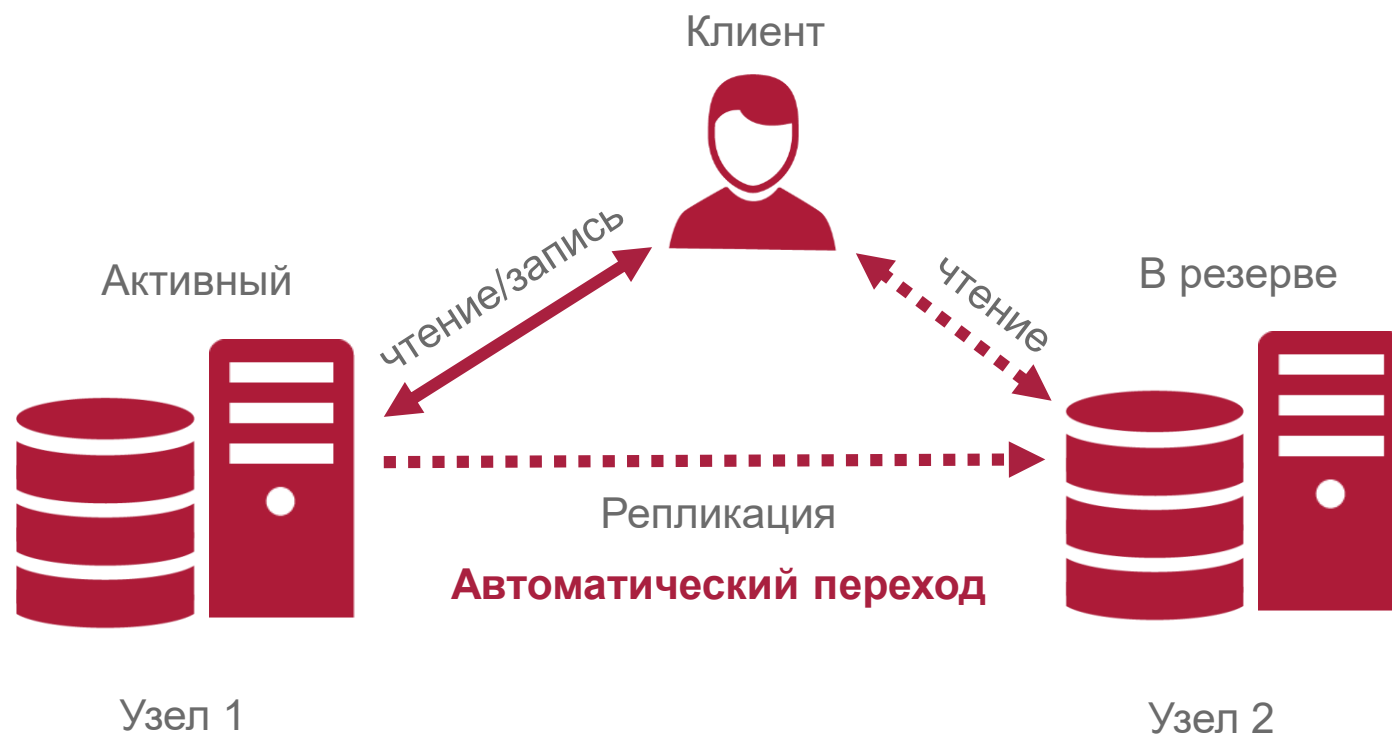 Клиент
Активный
чтение/запись
чтение
В резерве
Репликация
Автоматический переход
Узел 1
Узел 2